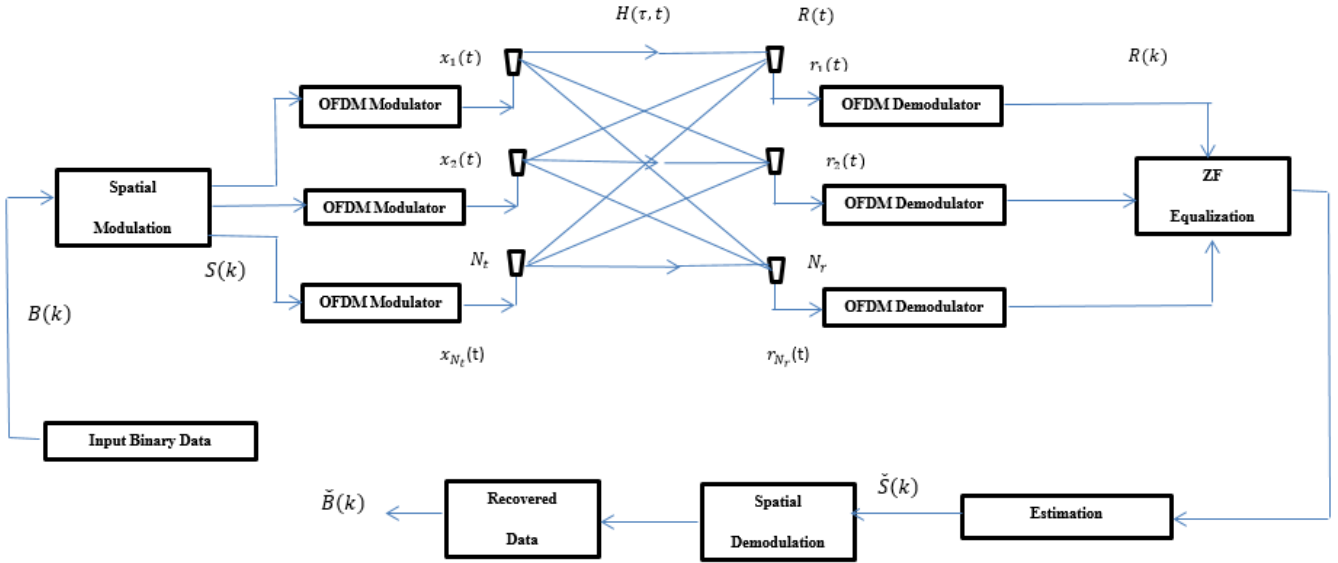 H(τ, t)
R(t)
x₁(t)
r₁(t)
R(k)
OFDM Modulator
OFDM Demodulator
x₂(t)
r₂(t)
Spatial
Modulation
OFDM Modulator
OFDM Demodulator
ZF
Equalization
S(k)
Nₜ
Nᵣ
OFDM Modulator
OFDM Demodulator
B(k)
x_{Nₜ}(t)
r_{Nᵣ}(t)
Input Binary Data
B̌(k)
Recovered
Data
Spatial
Demodulation
Š(k)
Estimation